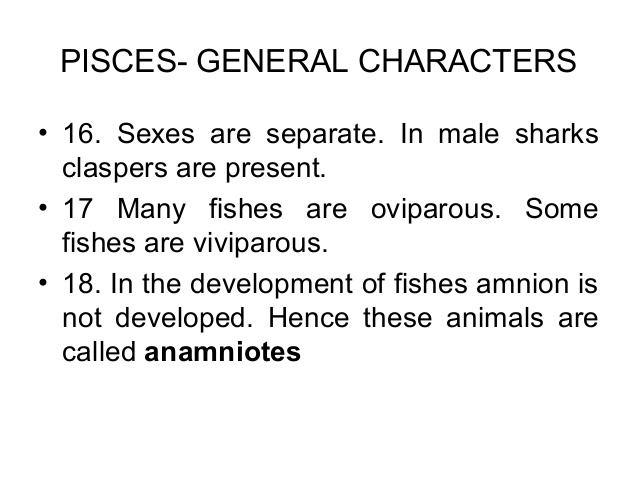 PISCES- GENERAL CHARACTERS
• 16. Sexes are separate. In male sharks
claspers are present.
• 17 Many fishes are oviparous. Some
fishes are viviparous.
• 18. In the development of fishes amnion is
not developed. Hence these animals are
called anamniotes